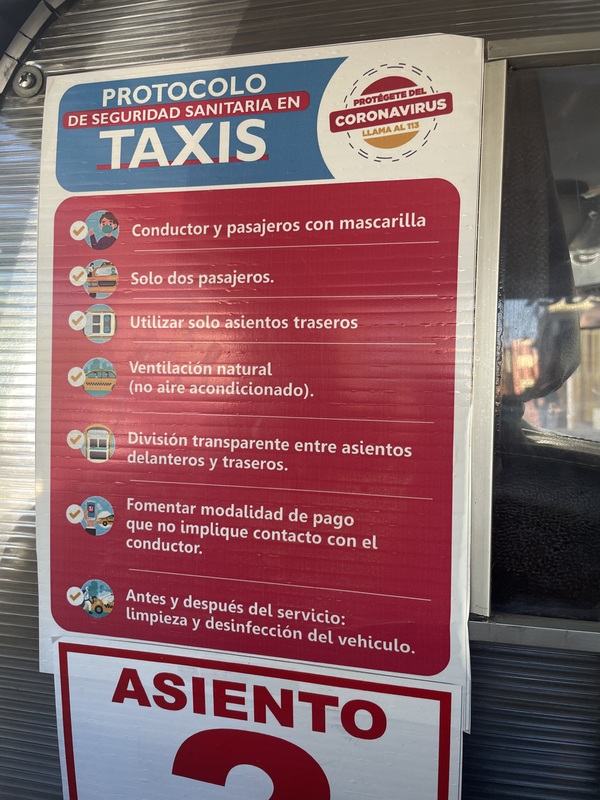 PROTOCOLO
DE SEGURIDAD SANITARIA EN
TAXIS
PROTÉGETE DEL
CORONAVIRUS
LLAMA AL 113
Conductor y pasajeros con mascarilla
Solo dos pasajeros.
Utilizar solo asientos traseros
Ventilación natural
(no aire acondicionado).
División transparente entre asientos
delanteros y traseros.
Fomentar modalidad de pago
que no implique contacto con el
conductor.
Antes y después del servicio:
limpieza y desinfección del vehiculo.
ASIENTO